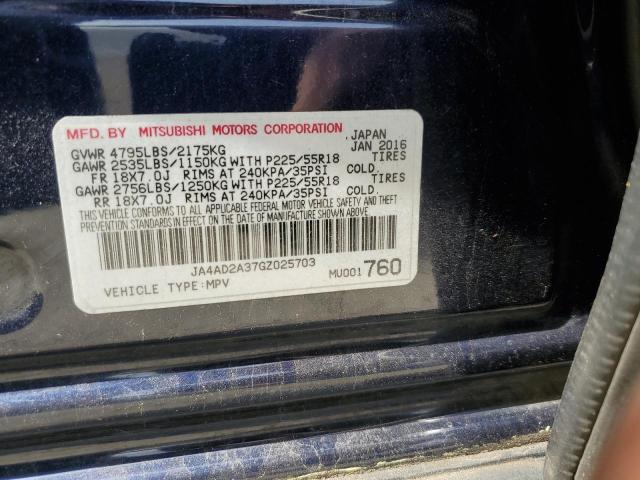 MFD. BY MITSUBISHI MOTORS CORPORATION JAPAN
GVWR 4795LBS/2175KG JAN 2016
GAWR 2535LBS/1150KG WITH P225/55R18 TIRES
FR 18X7.0J RIMS AT 240KPA/35PSI COLD.
GAWR 2756LBS/1250KG WITH P225/55R18 TIRES
RR 18X7.0J RIMS AT 240KPA/35PSI COLD.
THIS VEHICLE CONFORMS TO ALL APPLICABLE FEDERAL MOTOR VEHICLE SAFETY AND THEFT
PREVENTION STANDARDS IN EFFECT ON THE DATE OF MANUFACTURE SHOWN ABOVE.
JA4AD2A37GZ025703 MU001760
VEHICLE TYPE:MPV